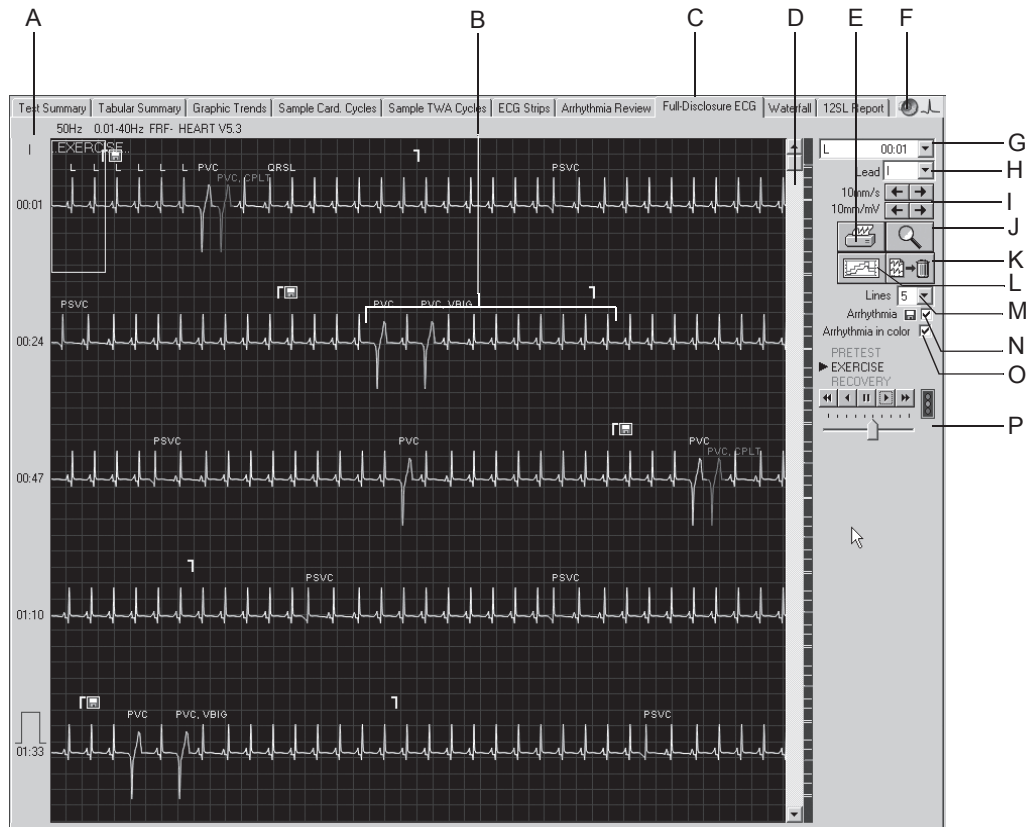 A B C D E F
Test Summary Tabular Summary Graphic Trends Sample Card. Cycles Sample TWA Cycles ECG Strips Arrhythmia Review Full-Disclosure ECG Waterfall 12SL Report
50Hz 0.01-40Hz FRF- HEART V5.3
I
..EXERCISE..
L L L L L L PVC QRSL PSVC
PVC, CPLT
00:01
L 00:01 G
Lead I H
10mm/s I
10mm/mV
J
K
L
Lines 5 M
Arrhythmia N
Arrhythmia in color O
PRETEST
EXERCISE
RECOVERY
P
PSVC PVC PVC, VBIG
00:24
PSVC PVC PVC
PVC, CPLT
00:47
PSVC PSVC
01:10
PVC PVC, VBIG PSVC
01:33